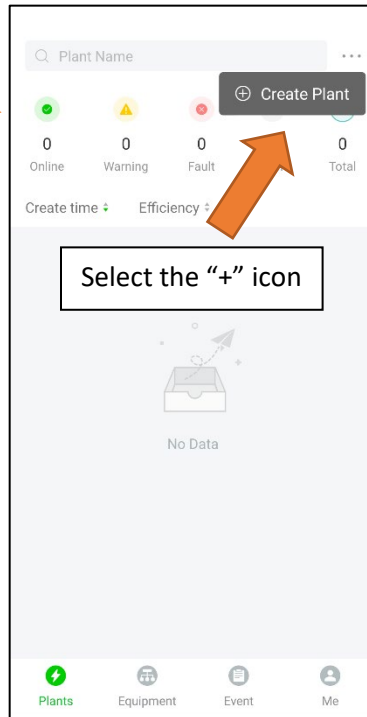 Plant Name
Create Plant
0 0 0 0
Online Warning Fault Total
Create time Efficiency
Select the “+” icon
No Data
Plants Equipment Event Me